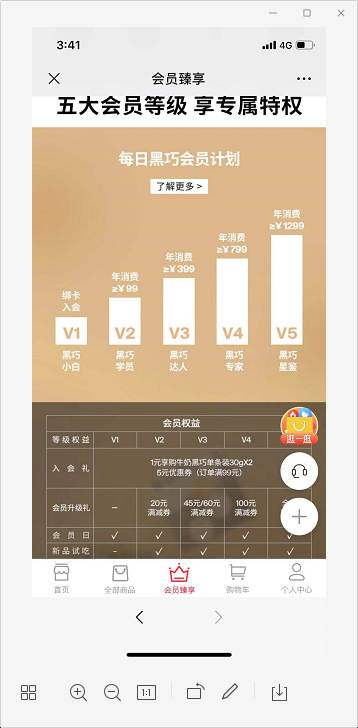 3:41
4G
会员臻享
五大会员等级 享专属特权
每日黑巧会员计划
了解更多 >
年消费
≥¥1299
年消费
≥¥799
年消费
≥¥399
年消费
≥¥99
绑卡
入会
V1 V2 V3 V4 V5
黑巧 黑巧 黑巧 黑巧 黑巧
小白 学员 达人 专家 星鉴
会员权益
等级权益 V1 V2 V3 V4
逛一逛
入会礼 1元享购牛奶黑巧单条装30gX2
5元优惠券（订单满99元）
会员升级礼 — 20元 45元/60元 100元
满减券 满减券 满减券
会员日 ✓ ✓ ✓ ✓ ✓
新品试吃 - ✓ ✓ ✓ ✓
首页 全部商品 会员臻享 购物车 个人中心
1:1